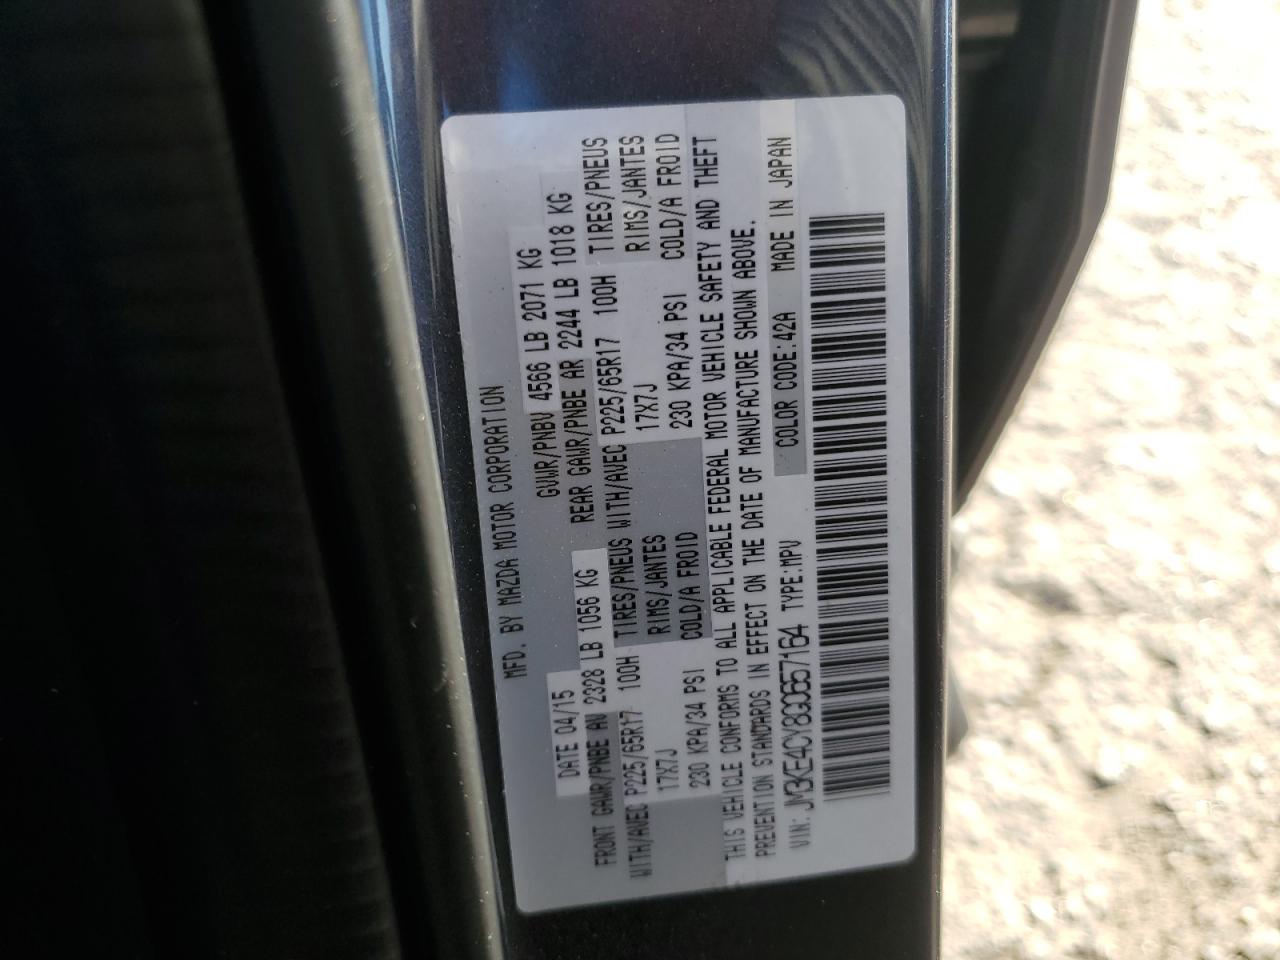 MFD. BY MAZDA MOTOR CORPORATION
DATE 04/15 GVWR/PNBV 4566 LB 2071 KG
FRONT GAWR/PNBE AV 2328 LB 1056 KG REAR GAWR/PNBE AR 2244 LB 1018 KG
WITH/AVEC P225/65R17 100H TIRES/PNEUS WITH/AVEC P225/65R17 100H TIRES/PNEUS
17X7J RIMS/JANTES 17X7J RIMS/JANTES
230 KPA/34 PSI COLD/A FROID 230 KPA/34 PSI COLD/A FROID
THIS VEHICLE CONFORMS TO ALL APPLICABLE FEDERAL MOTOR VEHICLE SAFETY AND THEFT
PREVENTION STANDARDS IN EFFECT ON THE DATE OF MANUFACTURE SHOWN ABOVE.
VIN: JM3KE4CY8G0657164 TYPE:MPV COLOR CODE:42A MADE IN JAPAN